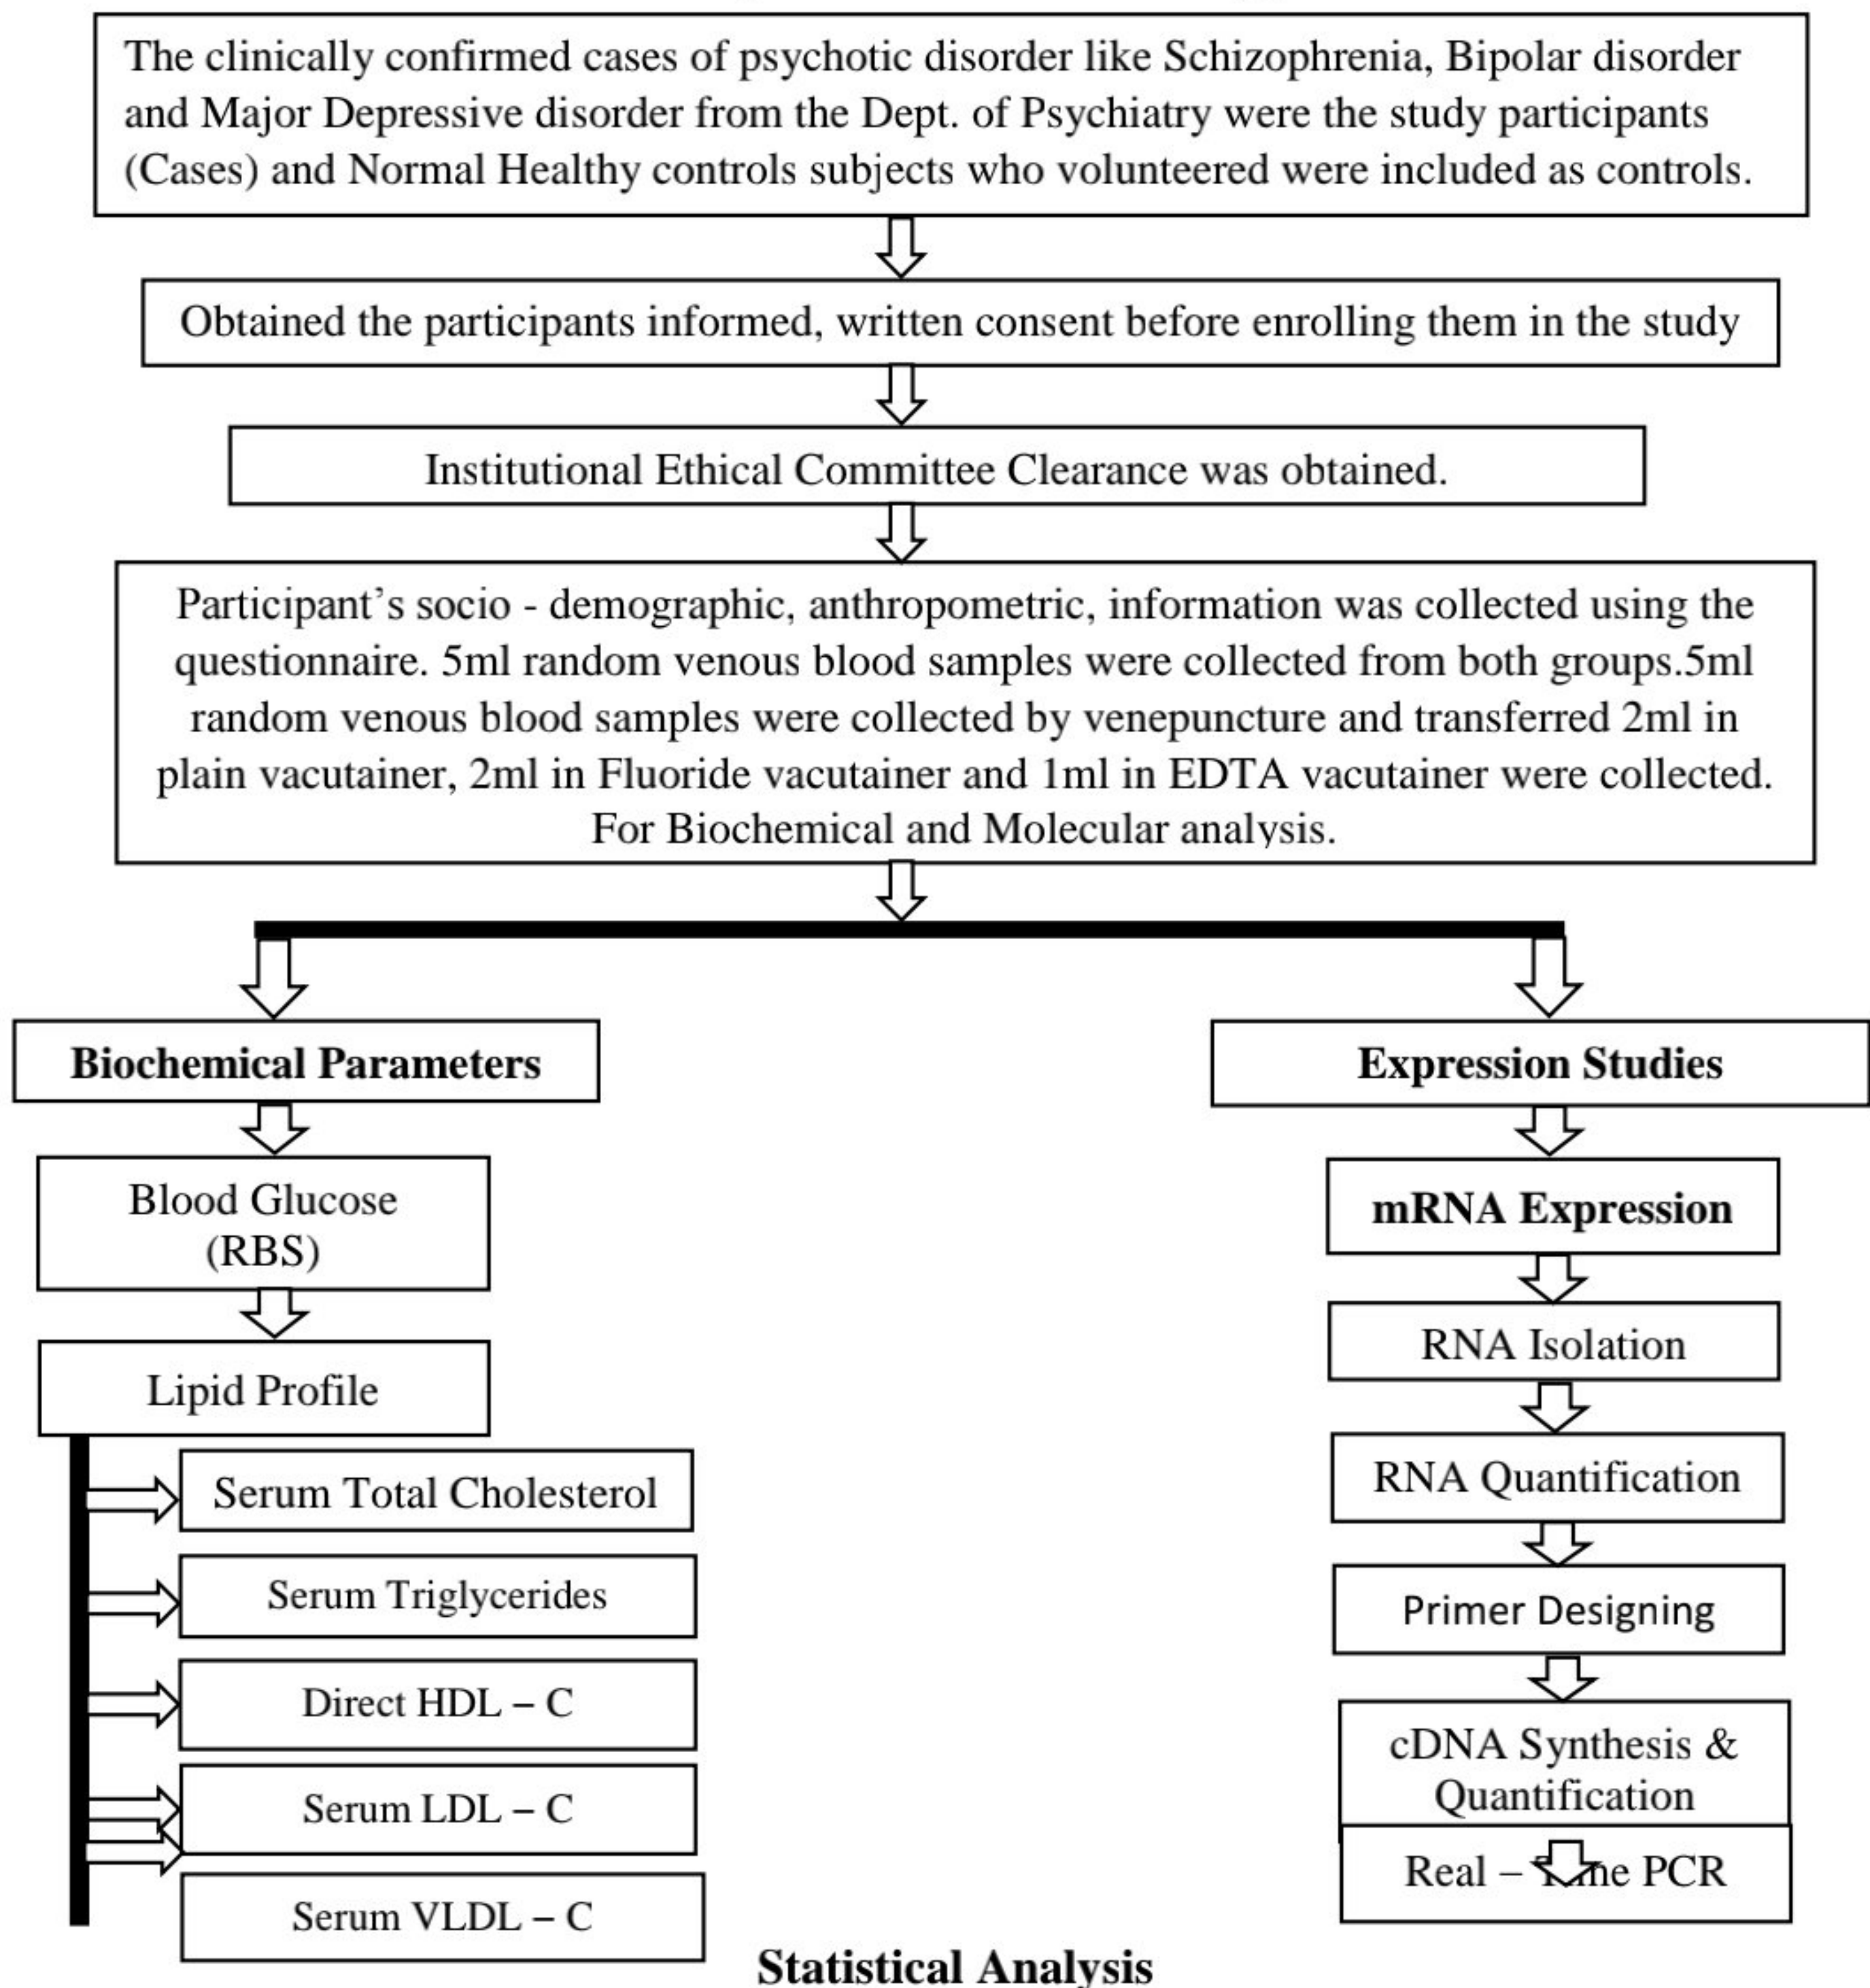 The clinically confirmed cases of psychotic disorder like Schizophrenia, Bipolar disorder
and Major Depressive disorder from the Dept. of Psychiatry were the study participants
(Cases) and Normal Healthy controls subjects who volunteered were included as controls.
Obtained the participants informed, written consent before enrolling them in the study
Institutional Ethical Committee Clearance was obtained.
Participant’s socio - demographic, anthropometric, information was collected using the
questionnaire. 5ml random venous blood samples were collected from both groups.5ml
random venous blood samples were collected by venepuncture and transferred 2ml in
plain vacutainer, 2ml in Fluoride vacutainer and 1ml in EDTA vacutainer were collected.
For Biochemical and Molecular analysis.
Biochemical Parameters
Blood Glucose
(RBS)
Lipid Profile
Serum Total Cholesterol
Serum Triglycerides
Direct HDL – C
Serum LDL – C
Serum VLDL – C
Expression Studies
mRNA Expression
RNA Isolation
RNA Quantification
Primer Designing
cDNA Synthesis &
Quantification
Real – Time PCR
Statistical Analysis